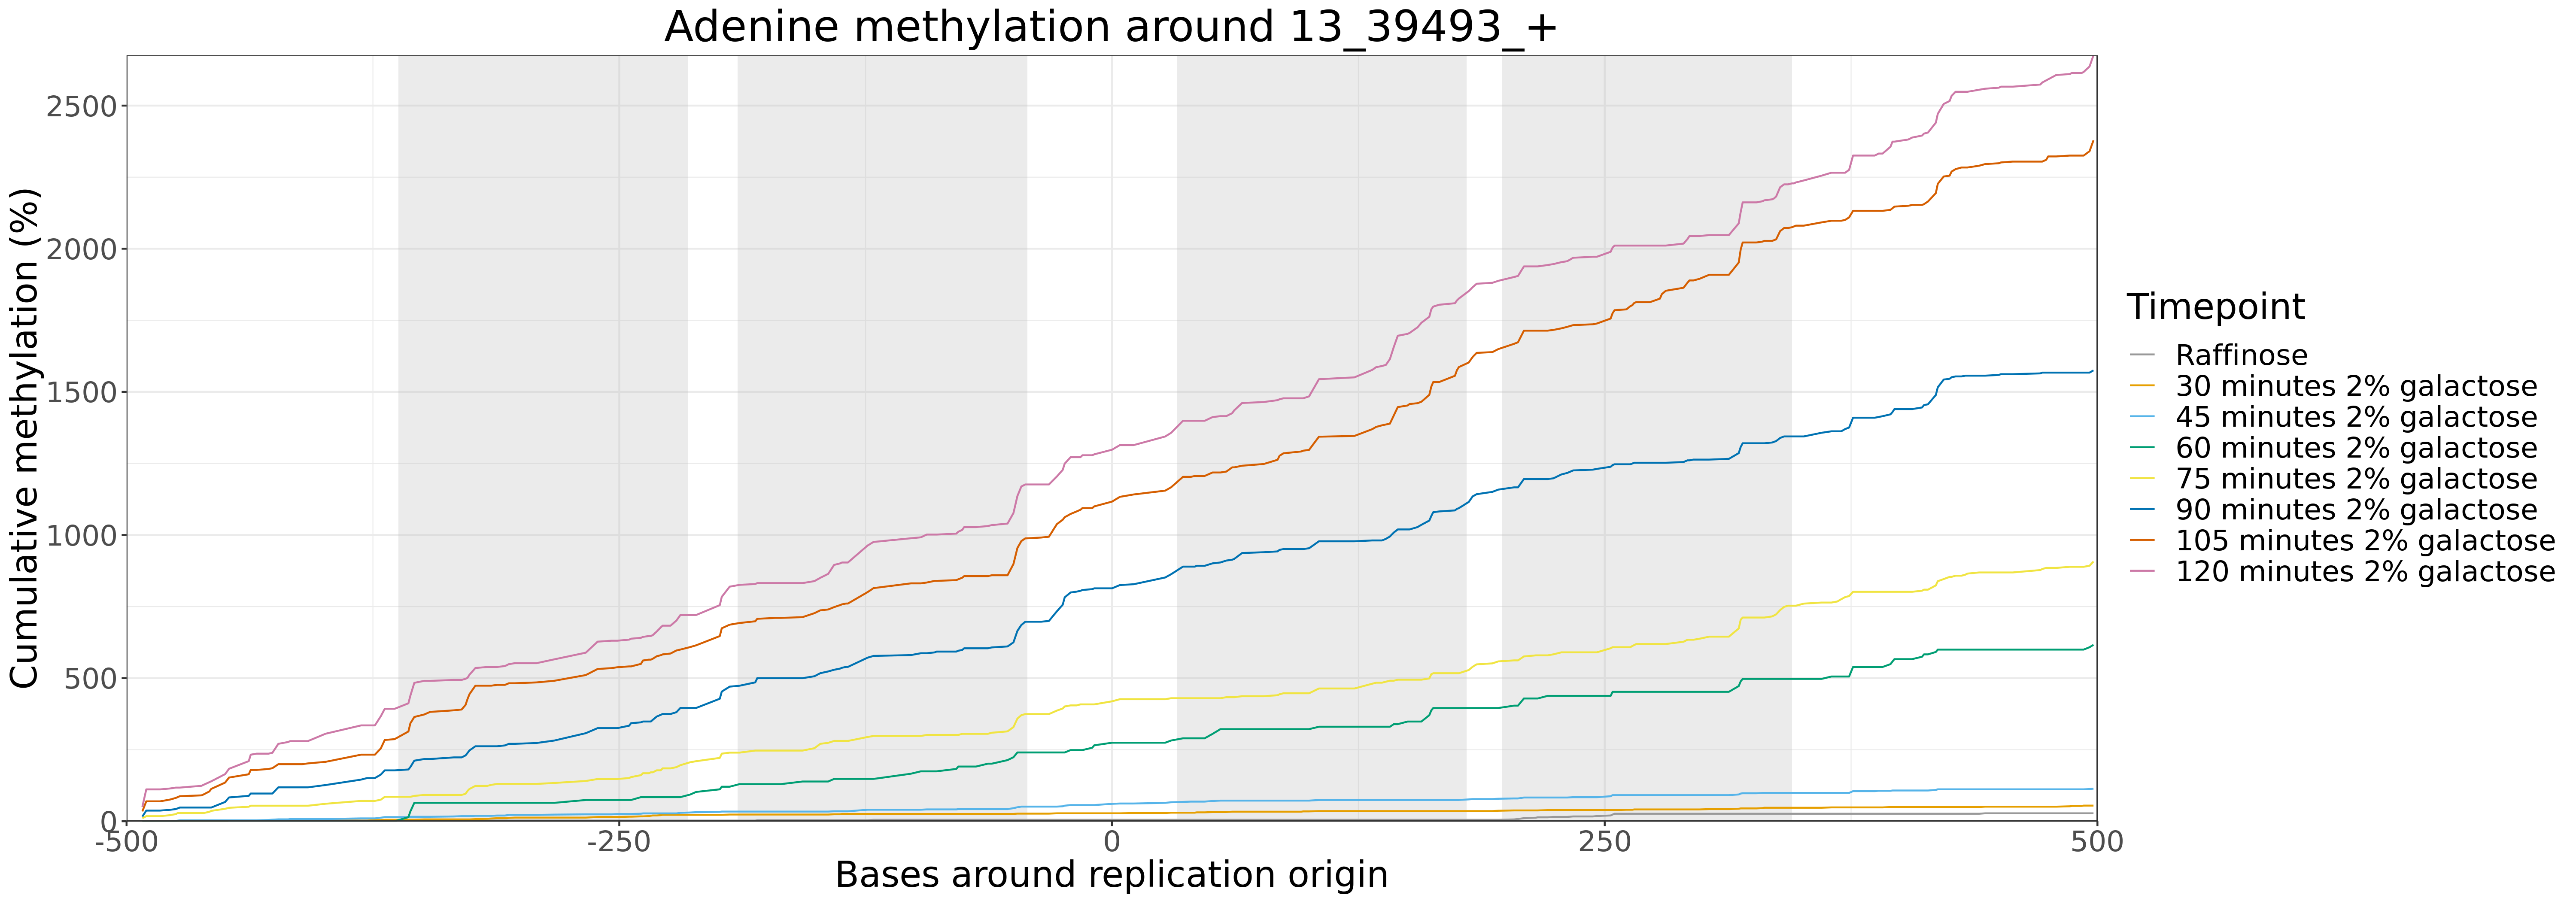 Adenine methylation around 13_39493_+
Cumulative methylation (%)
2500
2000
1500
1000
500
0
-500
-250
0
250
500
Bases around replication origin
Timepoint
Raffinose
30 minutes 2% galactose
45 minutes 2% galactose
60 minutes 2% galactose
75 minutes 2% galactose
90 minutes 2% galactose
105 minutes 2% galactose
120 minutes 2% galactose